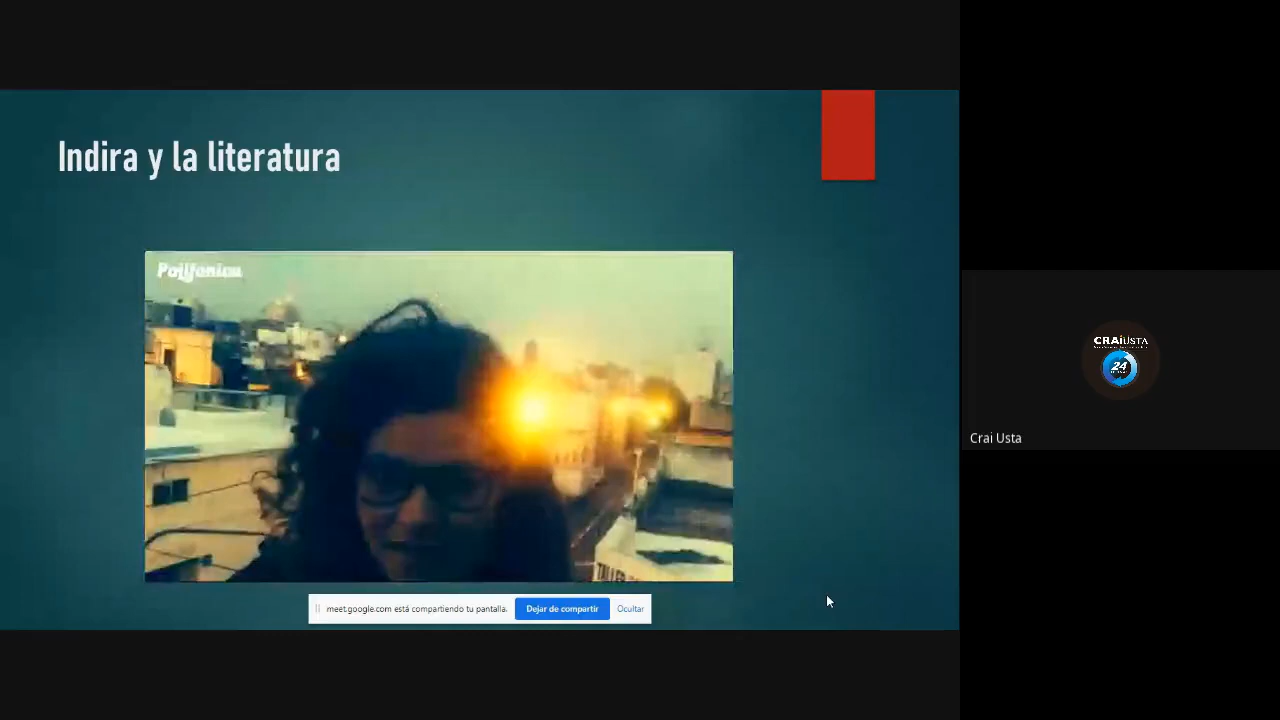 Indira y la literatura
Polifonica
CRAIUSTA
24
meet.google.com está compartiendo tu pantalla.
Dejar de compartir
Ocultar
TALLER
Crai Usta